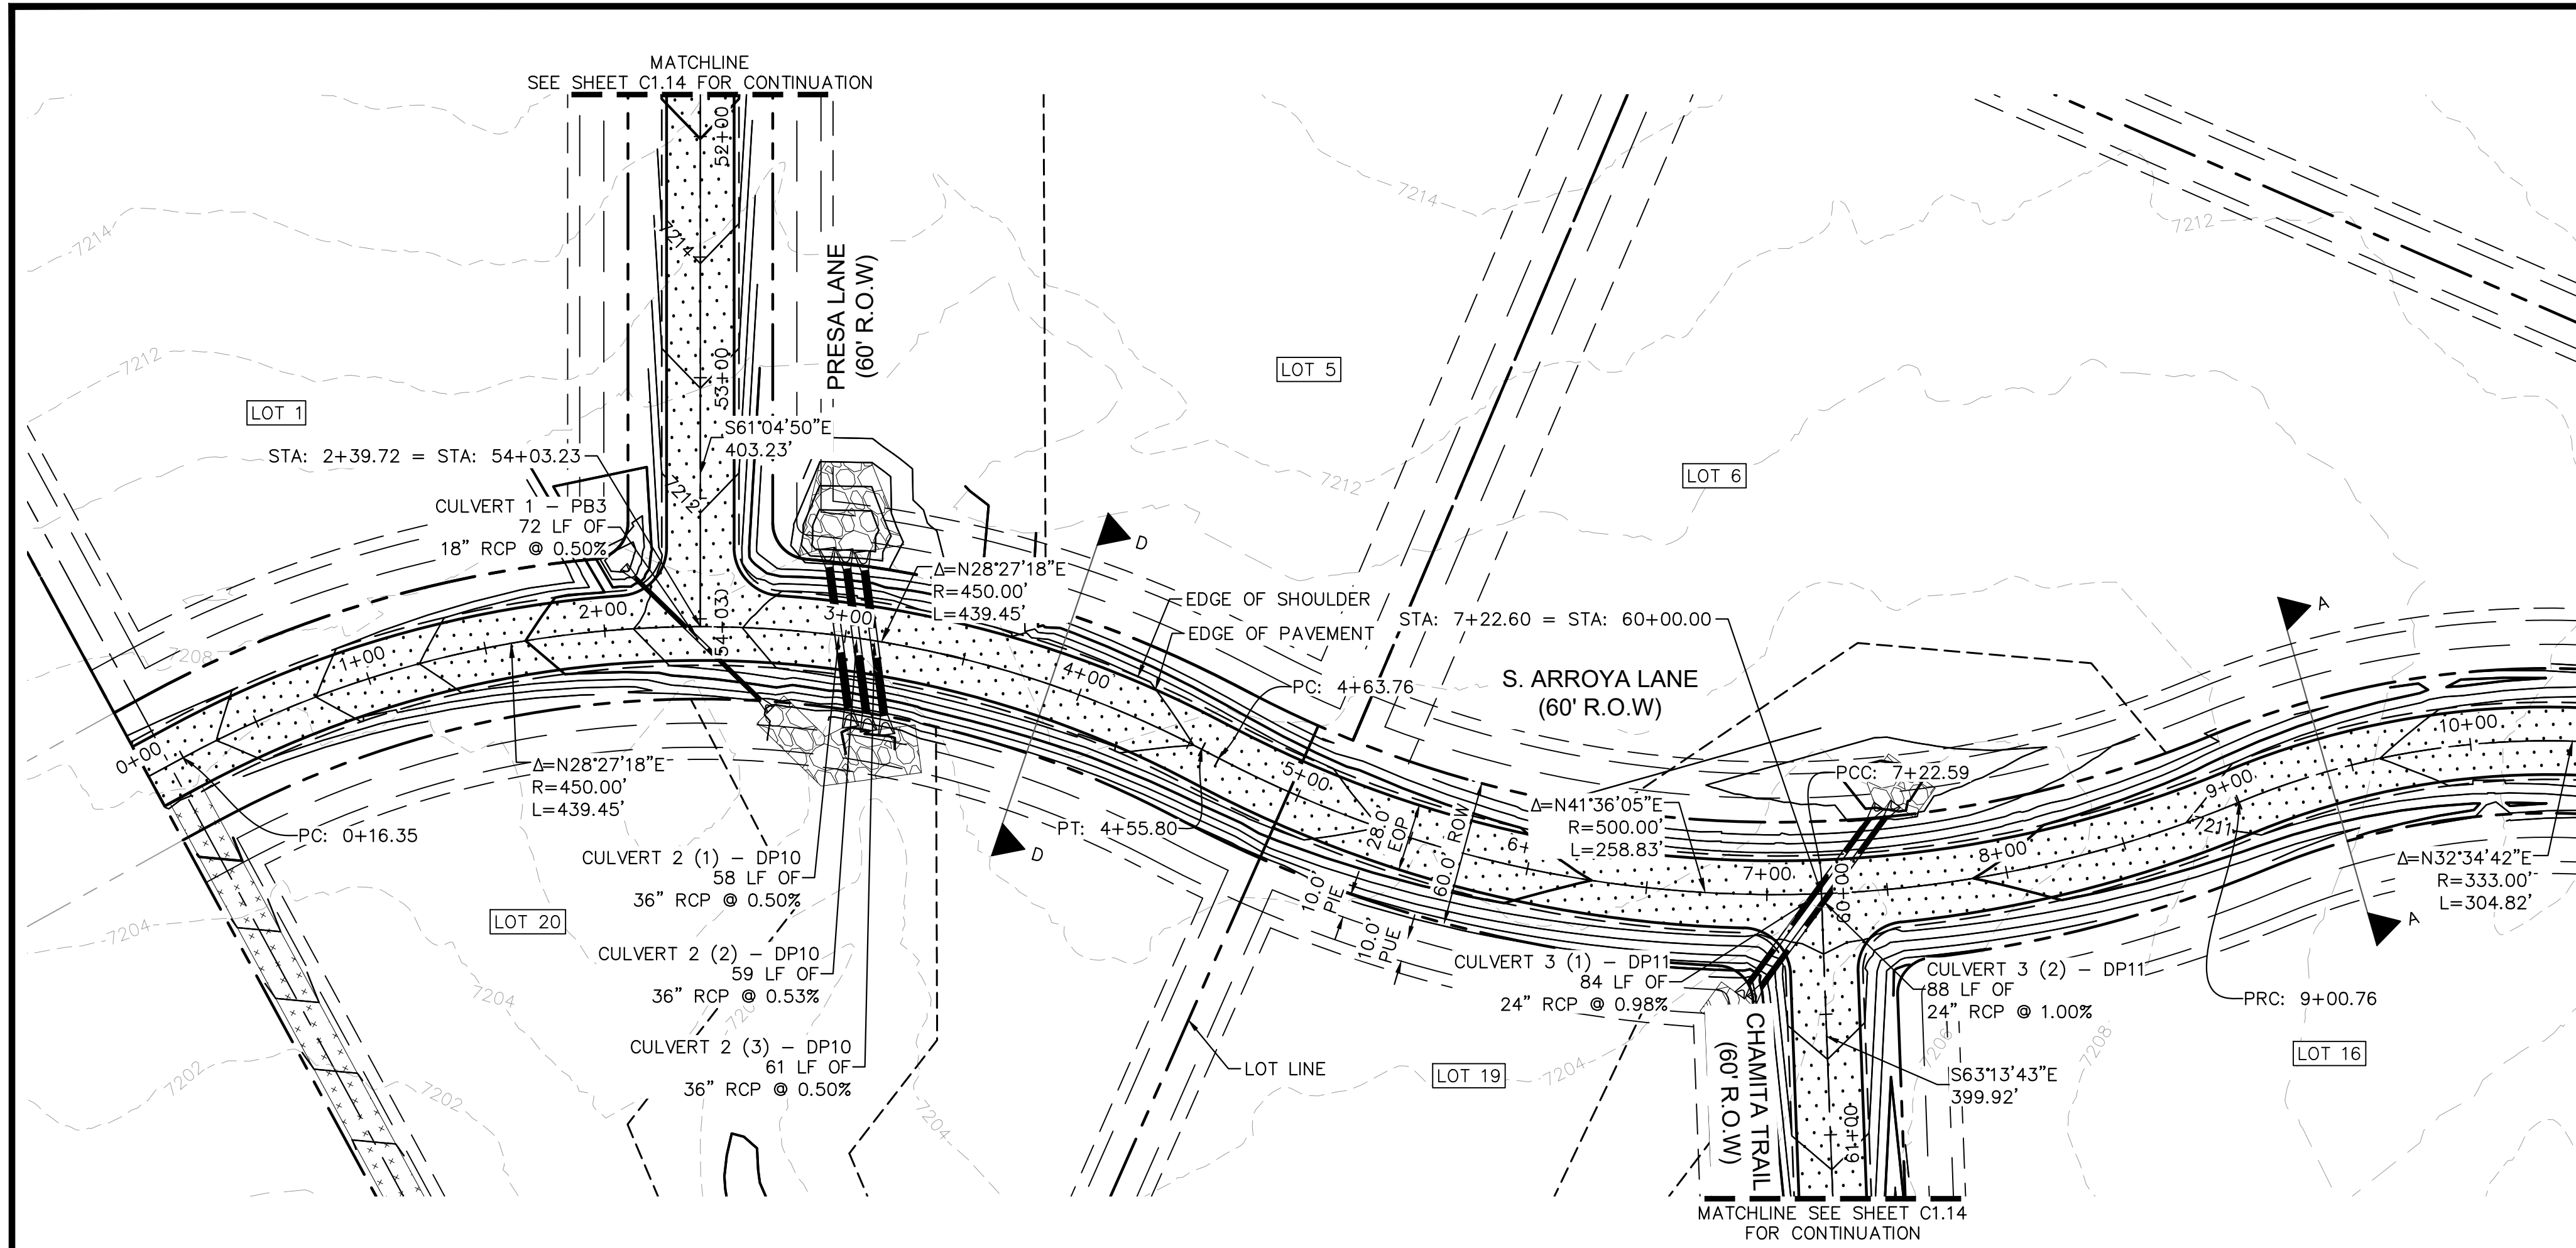 MATCHLINE
SEE SHEET C1.14 FOR CONTINUATION
52+00
7214
7214
7214
7212
7212
PRESA LANE
(60' R.O.W)
53+00
LOT 5
LOT 1
S61°04'50"E
403.23'
STA: 2+39.72 = STA: 54+03.23
7212
7212
LOT 6
CULVERT 1 – PB3
72 LF OF
18" RCP @ 0.50%
D
Δ=N28°27'18"E
R=450.00'
L=439.45'
EDGE OF SHOULDER
EDGE OF PAVEMENT
STA: 7+22.60 = STA: 60+00.00
A
0+00
1+00
2+00
54+03
3+00
4+00
5+00
6+
7+00
8+00
9+00
10+00
7208
7211
PC: 4+63.76
S. ARROYA LANE
(60' R.O.W)
Δ=N28°27'18"E
R=450.00'
L=439.45'
PC: 0+16.35
PT: 4+55.80
D
28.0'
EOP
60.0' ROW
10.0'
PIE
10.0'
PUE
Δ=N41°36'05"E
R=500.00'
L=258.83'
PCC: 7+22.59
60+00
Δ=N32°34'42"E
R=333.00'
L=304.82'
A
CULVERT 2 (1) – DP10
58 LF OF
36" RCP @ 0.50%
LOT 20
7204
CULVERT 2 (2) – DP10
59 LF OF
36" RCP @ 0.53%
7204
CULVERT 2 (3) – DP10
61 LF OF
36" RCP @ 0.50%
CULVERT 3 (1) – DP11
84 LF OF
24" RCP @ 0.98%
CULVERT 3 (2) – DP11
88 LF OF
24" RCP @ 1.00%
PRC: 9+00.76
LOT 16
LOT LINE
LOT 19
7204
7206
7208
CHAMITA TRAIL
(60' R.O.W)
S63°13'43"E
399.92'
61+00
7202
7202
7204
MATCHLINE SEE SHEET C1.14
FOR CONTINUATION